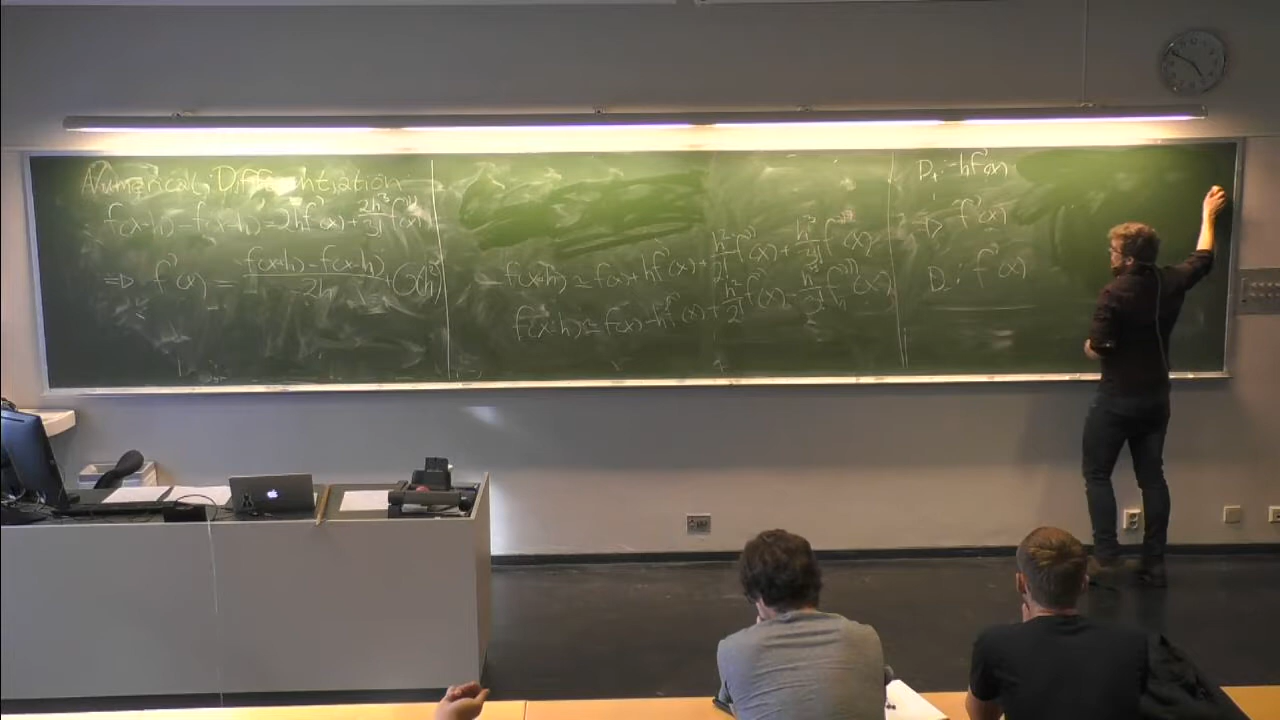 Numerical Differentiation
f(x+h) - f(x-h) = 2hf'(x) + 2h³/3! f'''(x)
=> f'(x) = f(x+h) - f(x-h) / 2h + O(h²)
f(x+h) ≃ f(x) + hf'(x) + h²/2! f''(x) + h³/3! f'''(x)
f(x-h) ≃ f(x) - hf'(x) + h²/2! f''(x) - h³/3! f'''(x)
D₊: -hf'(x)
=> f'(x)
D₋: f'(x)